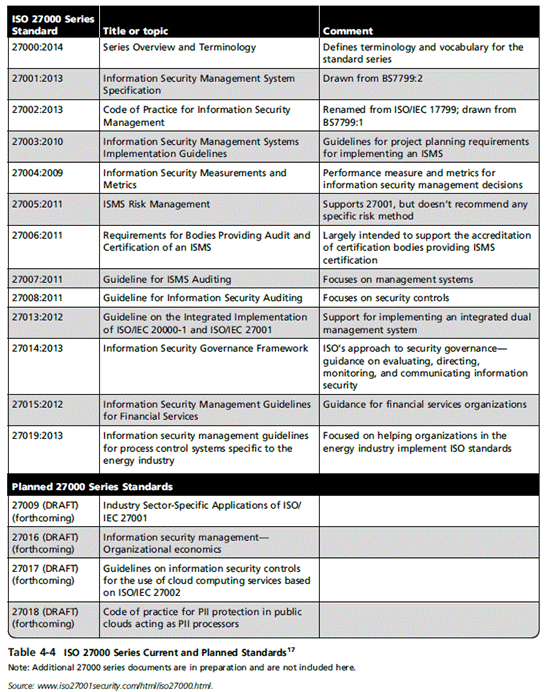 ISO 27000 Series
Standard Title or topic Comment
27000:2014 Series Overview and Terminology Defines terminology and vocabulary for the
standard series
27001:2013 Information Security Management System Drawn from BS7799:2
Specification
27002:2013 Code of Practice for Information Security Renamed from ISO/IEC 17799; drawn from
Management BS7799:1
27003:2010 Information Security Management Systems Guidelines for project planning requirements
Implementation Guidelines for implementing an ISMS
27004:2009 Information Security Measurements and Performance measure and metrics for
Metrics information security management decisions
27005:2011 ISMS Risk Management Supports 27001, but doesn't recommend any
specific risk method
27006:2011 Requirements for Bodies Providing Audit and Largely intended to support the accreditation
Certification of an ISMS of certification bodies providing ISMS
certification
27007:2011 Guideline for ISMS Auditing Focuses on management systems
27008:2011 Guideline for Information Security Auditing Focuses on security controls
27013:2012 Guideline on the Integrated Implementation Support for implementing an integrated dual
of ISO/IEC 20000-1 and ISO/IEC 27001 management system
27014:2013 Information Security Governance Framework ISO's approach to security governance—
guidance on evaluating, directing,
monitoring, and communicating information
security
27015:2012 Information Security Management Guidelines Guidance for financial services organizations
for Financial Services
27019:2013 Information security management guidelines Focused on helping organizations in the
for process control systems specific to the energy industry implement ISO standards
energy industry
Planned 27000 Series Standards
27009 (DRAFT) Industry Sector-Specific Applications of ISO/
(forthcoming) IEC 27001
27016 (DRAFT) Information security management—
(forthcoming) Organizational economics
27017 (DRAFT) Guidelines on information security controls
(forthcoming) for the use of cloud computing services based
on ISO/IEC 27002
27018 (DRAFT) Code of practice for PII protection in public
(forthcoming) clouds acting as PII processors
Table 4-4 ISO 27000 Series Current and Planned Standards17
Note: Additional 27000 series documents are in preparation and are not included here.
Source: www.iso27001security.com/html/iso27000.html.